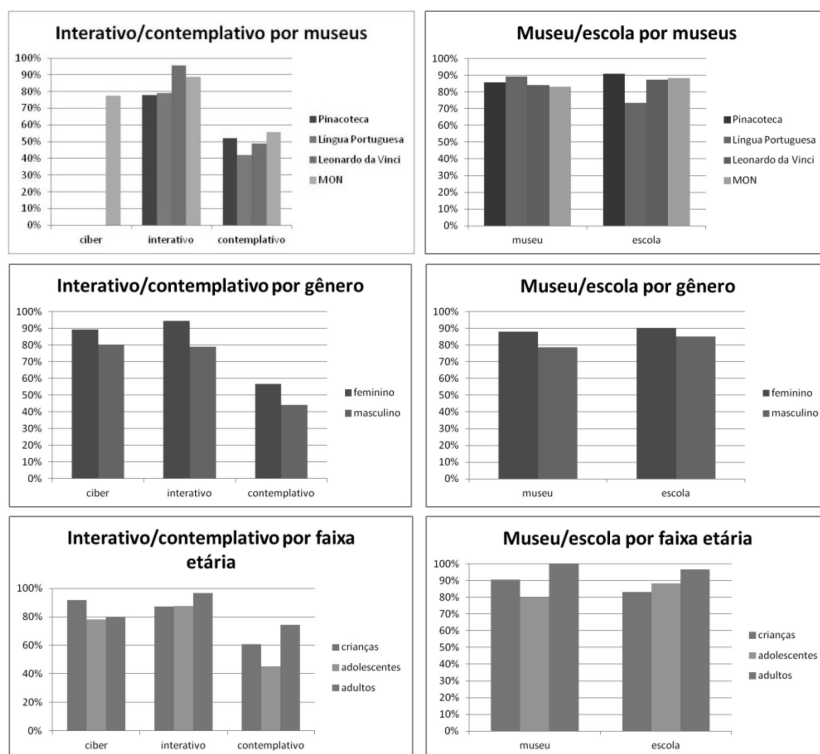 Interativo/contemplativo por museus
100%
90%
80%
70%
60%
50%
40%
30%
20%
10%
0%
ciber
interativo
contemplativo
Pinacoteca
Língua Portuguesa
Leonardo da Vinci
MON
Museu/escola por museus
100%
90%
80%
70%
60%
50%
40%
30%
20%
10%
0%
museu
escola
Pinacoteca
Língua Portuguesa
Leonardo da Vinci
MON
Interativo/contemplativo por gênero
100%
90%
80%
70%
60%
50%
40%
30%
20%
10%
0%
ciber
interativo
contemplativo
feminino
masculino
Museu/escola por gênero
100%
90%
80%
70%
60%
50%
40%
30%
20%
10%
0%
museu
escola
feminino
masculino
Interativo/contemplativo por faixa
etária
100%
80%
60%
40%
20%
0%
ciber
interativo
contemplativo
crianças
adolescentes
adultos
Museu/escola por faixa etária
100%
90%
80%
70%
60%
50%
40%
30%
20%
10%
0%
museu
escola
crianças
adolescentes
adultos